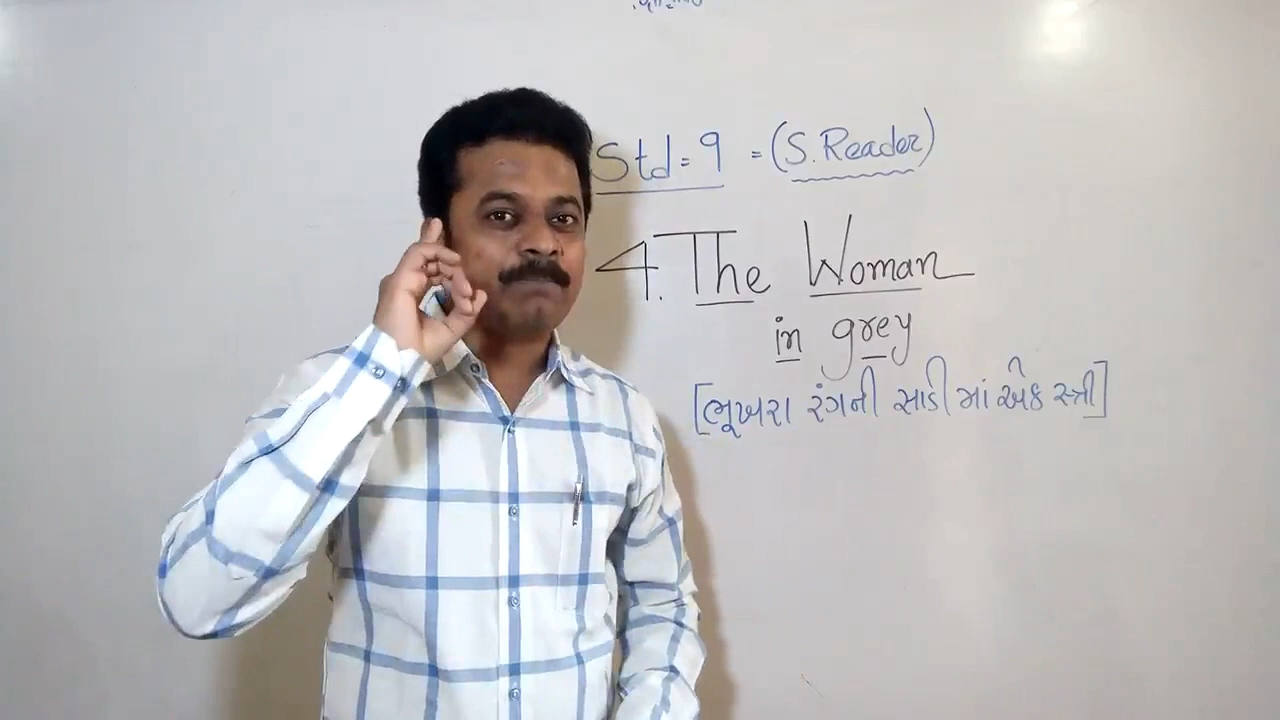 Std = 9 = (S. Reader)
4. The Woman
in grey
[ભૂખરા રંગની સાડીમાં એક સ્ત્રી]